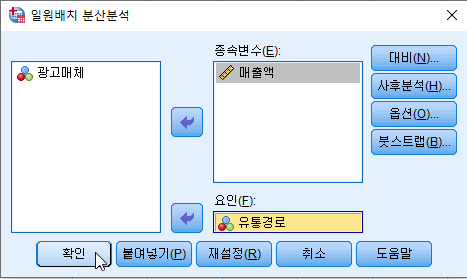 일원배치 분산분석
종속변수(E):
광고매체
매출액
대비(N)...
사후분석(H)...
옵션(O)...
붓스트랩(B)...
요인(F):
유통경로
확인
붙여넣기(P)
재설정(R)
취소
도움말